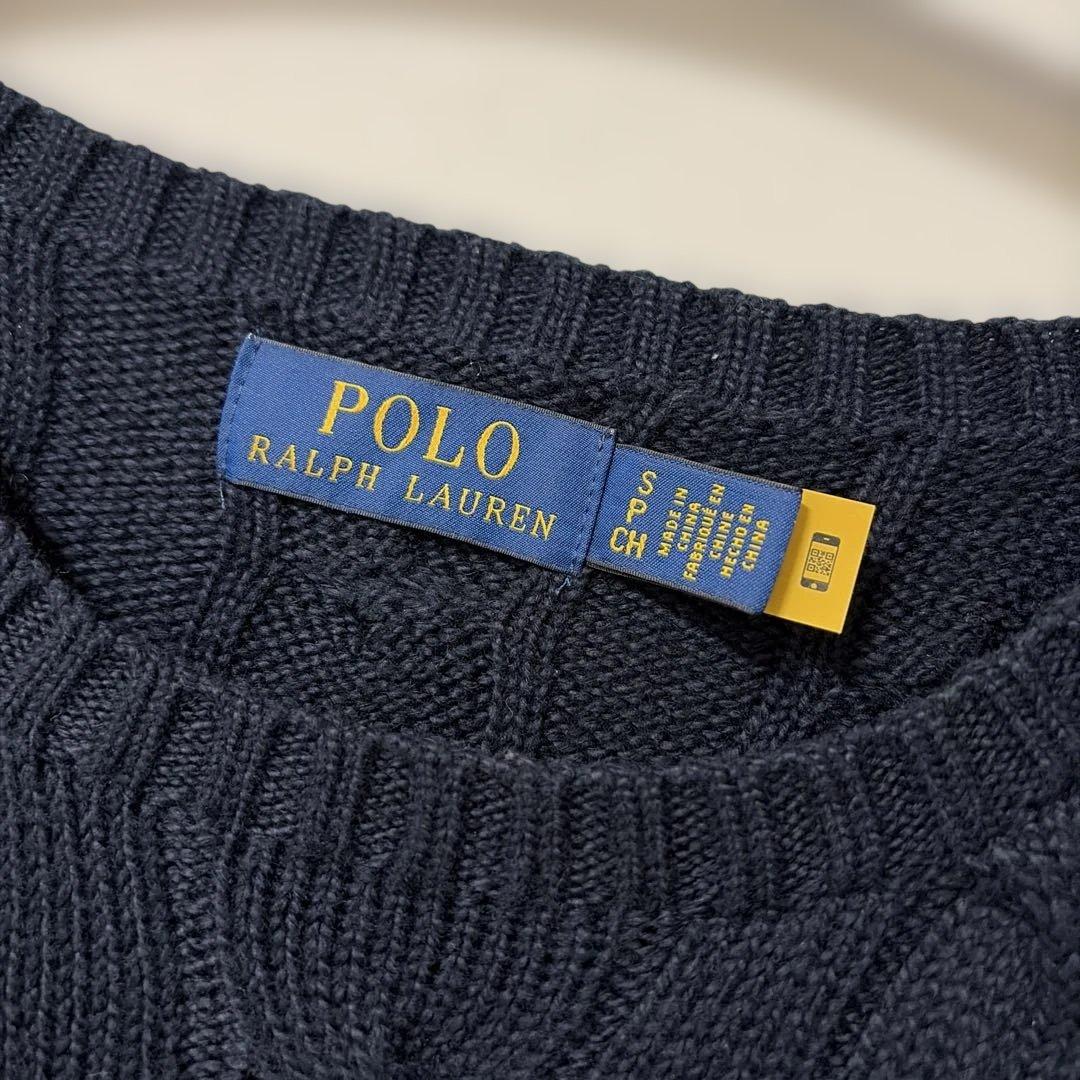 POLO
RALPH LAUREN
S
P
CH
MADE IN
CHINA
FABRIQUÉ EN
CHINE
HECHO EN
CHINA